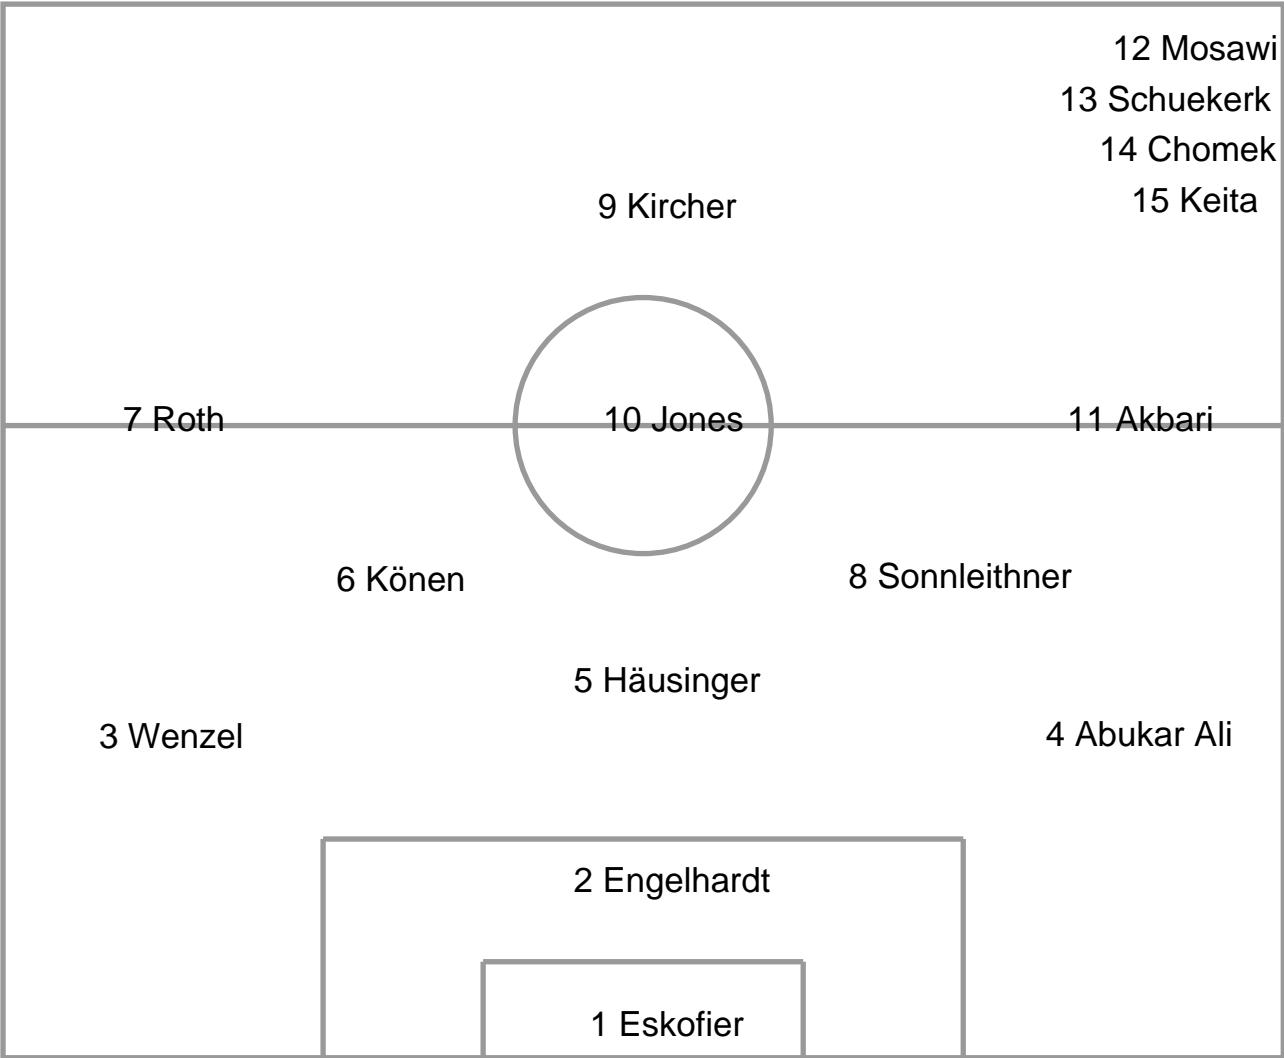 12 Mosawi
13 Schuekerk
14 Chomek
15 Keita
9 Kircher
7 Roth
10 Jones
11 Akbari
6 Könen
8 Sonnleithner
5 Häusinger
3 Wenzel
4 Abukar Ali
2 Engelhardt
1 Eskofier